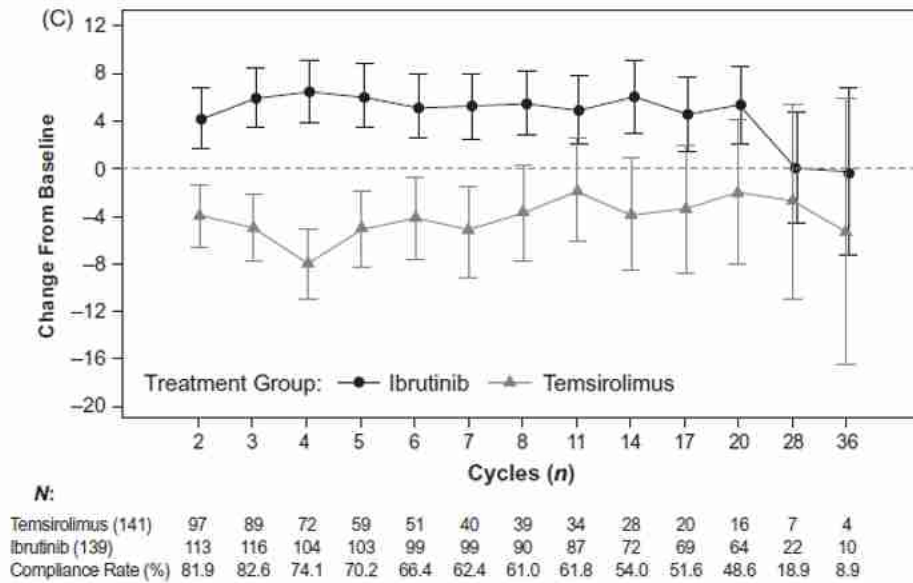 (C)
12
8
4
0
–4
–8
–12
–16
–20
Change From Baseline
Treatment Group: Ibrutinib Temsirolimus
2 3 4 5 6 7 8 11 14 17 20 28 36
Cycles (n)
N:
Temsirolimus (141) 97 89 72 59 51 40 39 34 28 20 16 7 4
Ibrutinib (139) 113 116 104 103 99 99 90 87 72 69 64 22 10
Compliance Rate (%) 81.9 82.6 74.1 70.2 66.4 62.4 61.0 61.8 54.0 51.6 48.6 18.9 8.9